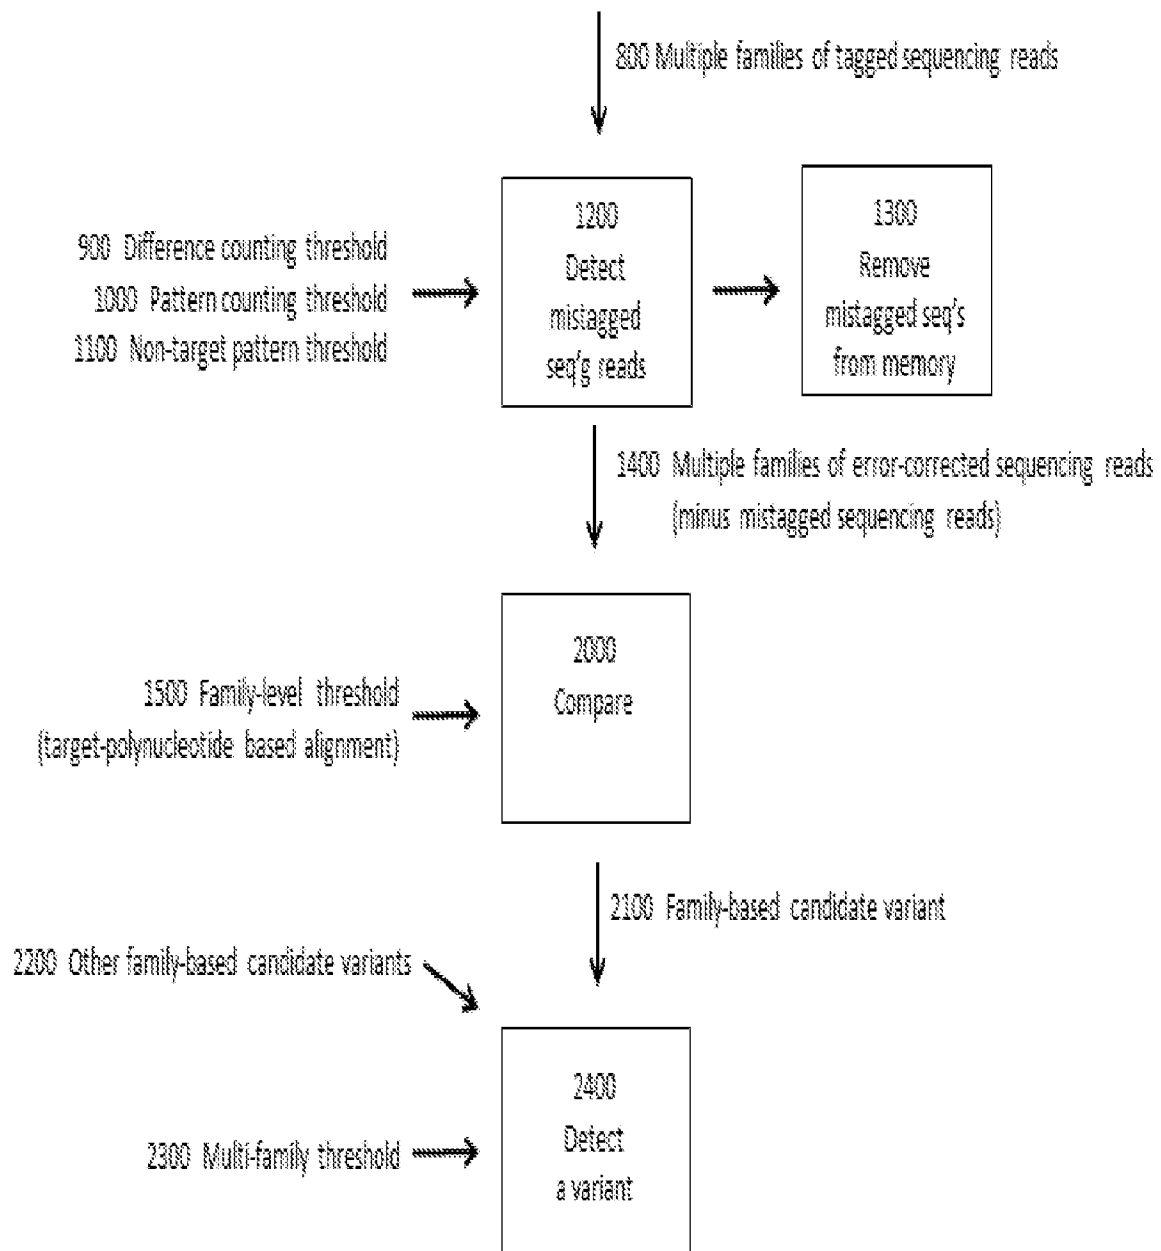 800 Multiple families of tagged sequencing reads
900 Difference counting threshold
1000 Pattern counting threshold
1100 Non-target pattern threshold
1200
Detect
mistagged
seq'g reads
1300
Remove
mistagged seq's
from memory
1400 Multiple families of error-corrected sequencing reads
(minus mistagged sequencing reads)
1500 Family-level threshold
(target-polynucleotide based alignment)
2000
Compare
2100 Family-based candidate variant
2200 Other family-based candidate variants
2300 Multi-family threshold
2400
Detect
a variant